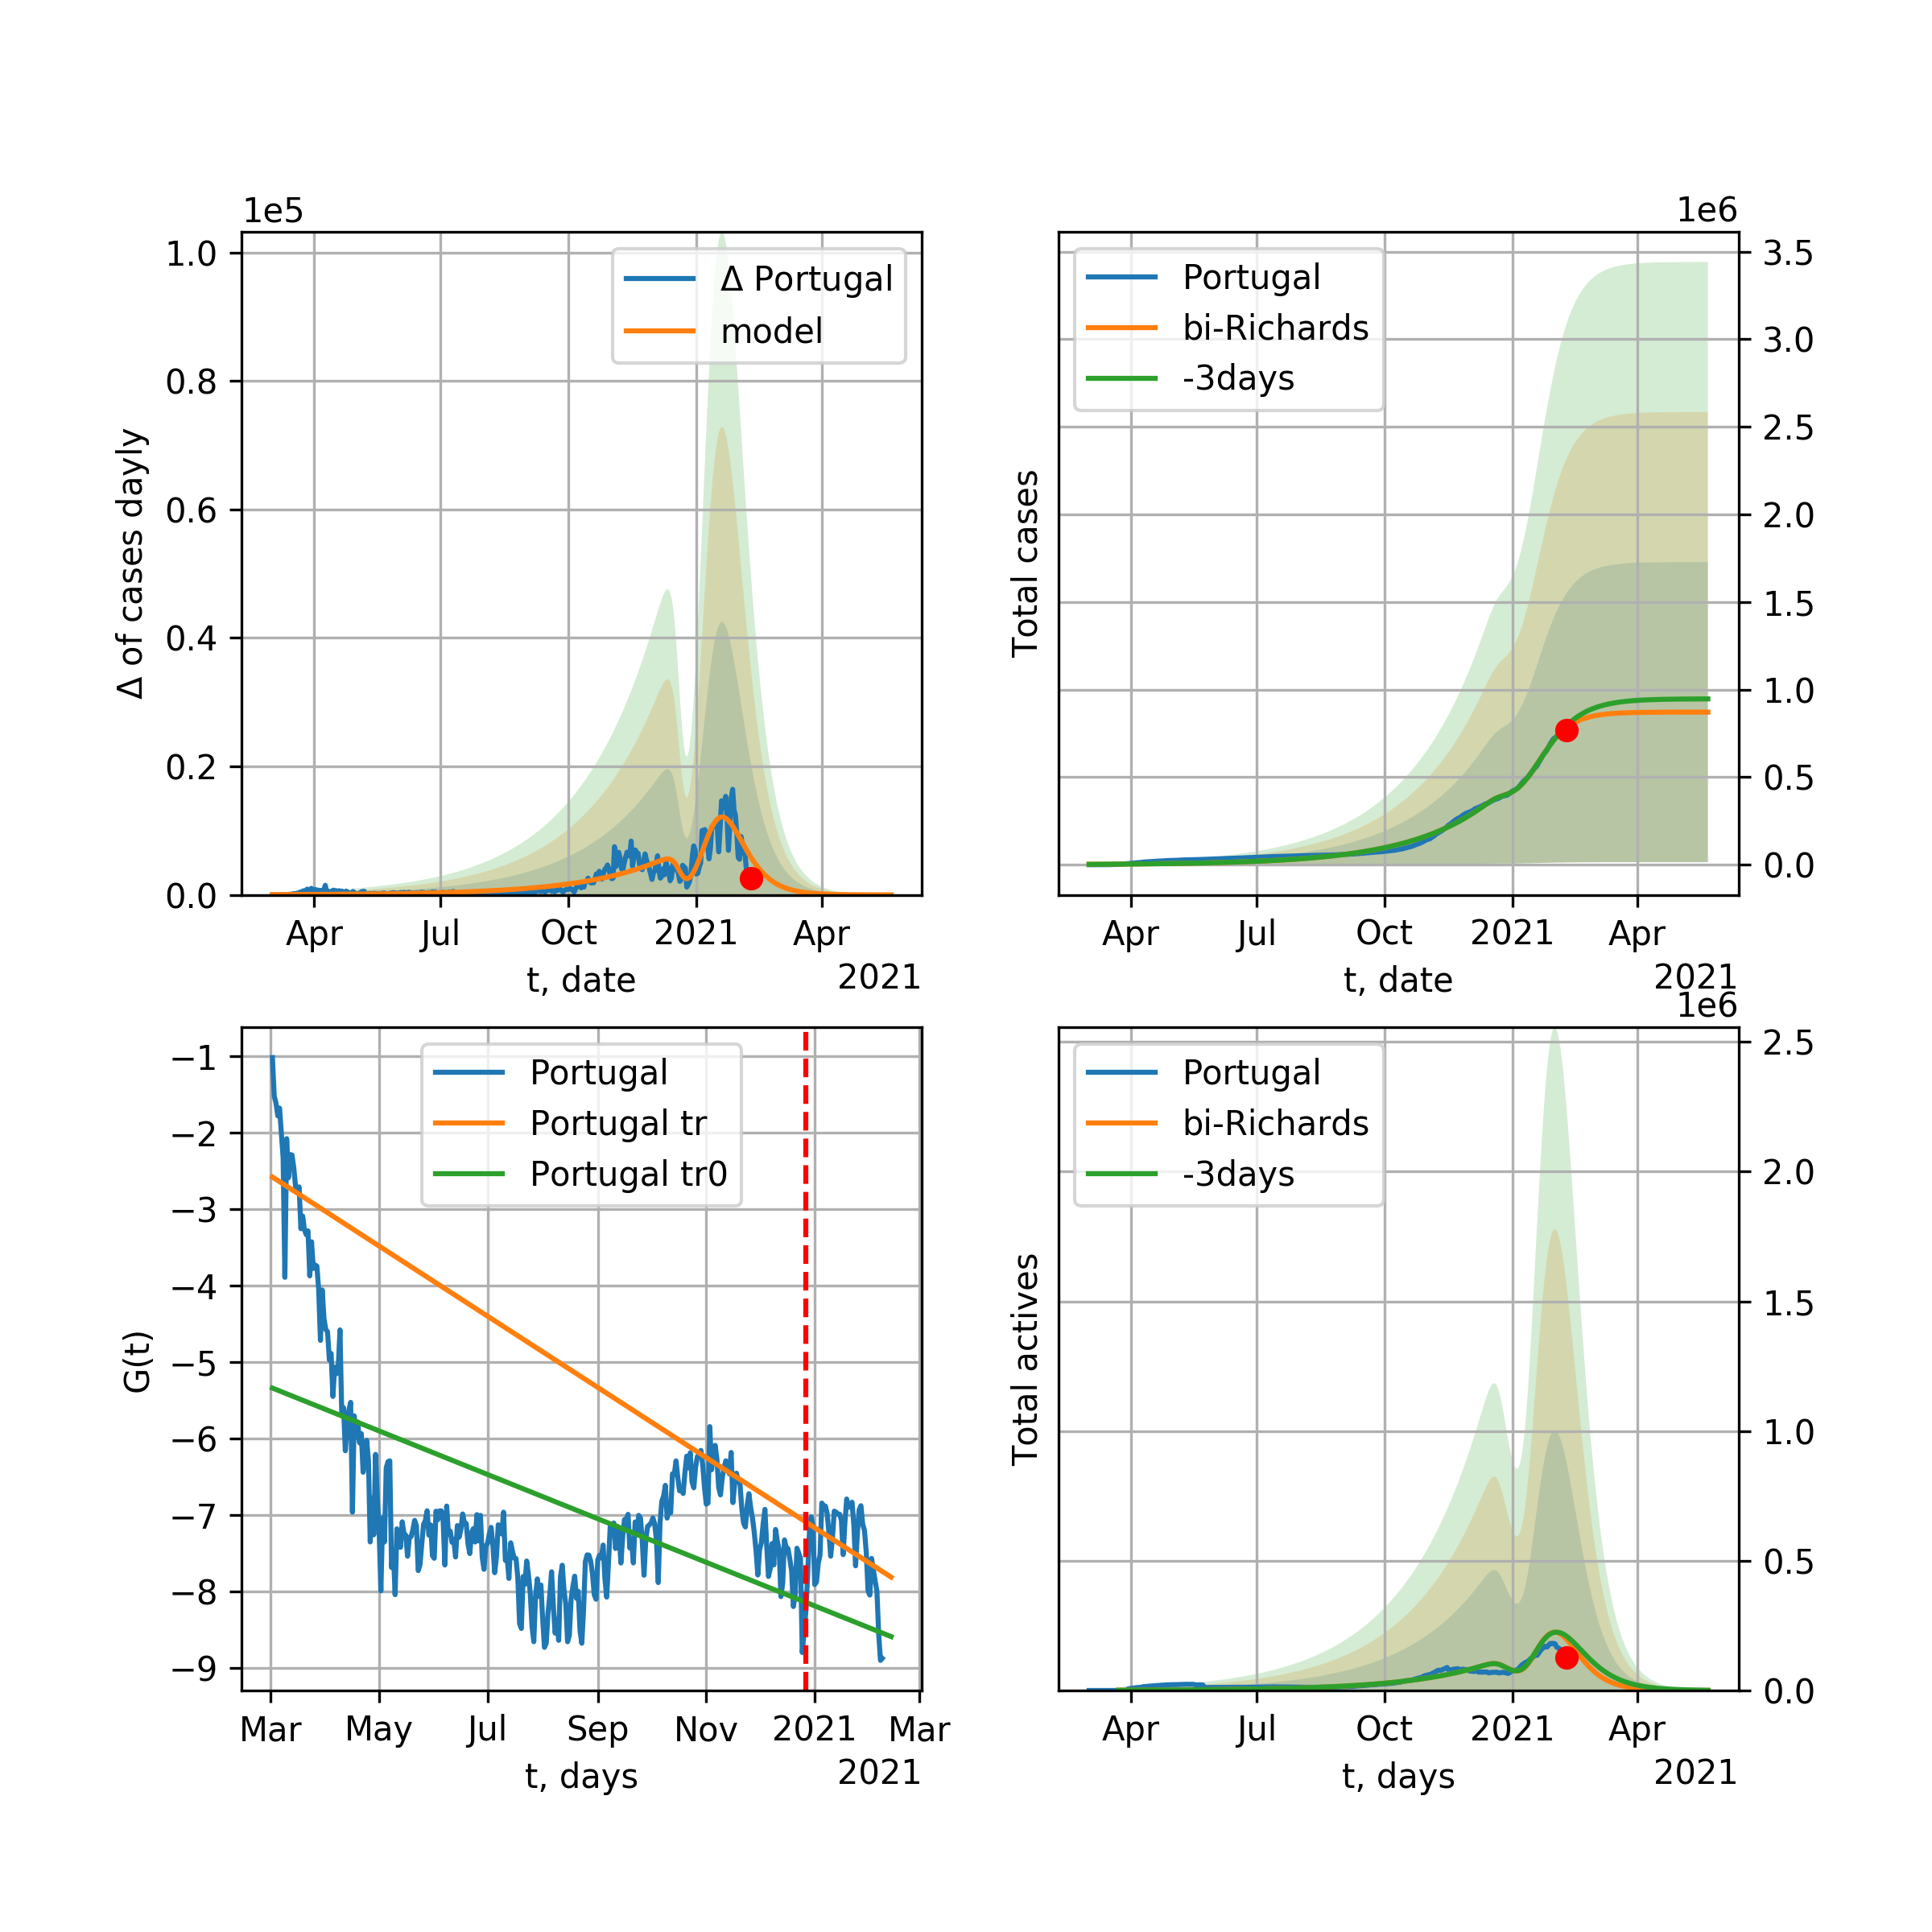 1e5
1.0
0.8
0.6
0.4
0.2
0.0
Δ of cases dayly
Δ Portugal
model
Apr Jul Oct 2021 Apr
t, date
2021
1e6
3.5
3.0
2.5
2.0
1.5
1.0
0.5
0.0
Total cases
Portugal
bi-Richards
-3days
Apr Jul Oct 2021 Apr
t, date
2021
−1
−2
−3
−4
−5
−6
−7
−8
−9
G(t)
Portugal
Portugal tr
Portugal tr0
Mar May Jul Sep Nov 2021 Mar
t, days
2021
1e6
2.5
2.0
1.5
1.0
0.5
0.0
Total actives
Portugal
bi-Richards
-3days
Apr Jul Oct 2021 Apr
t, days
2021